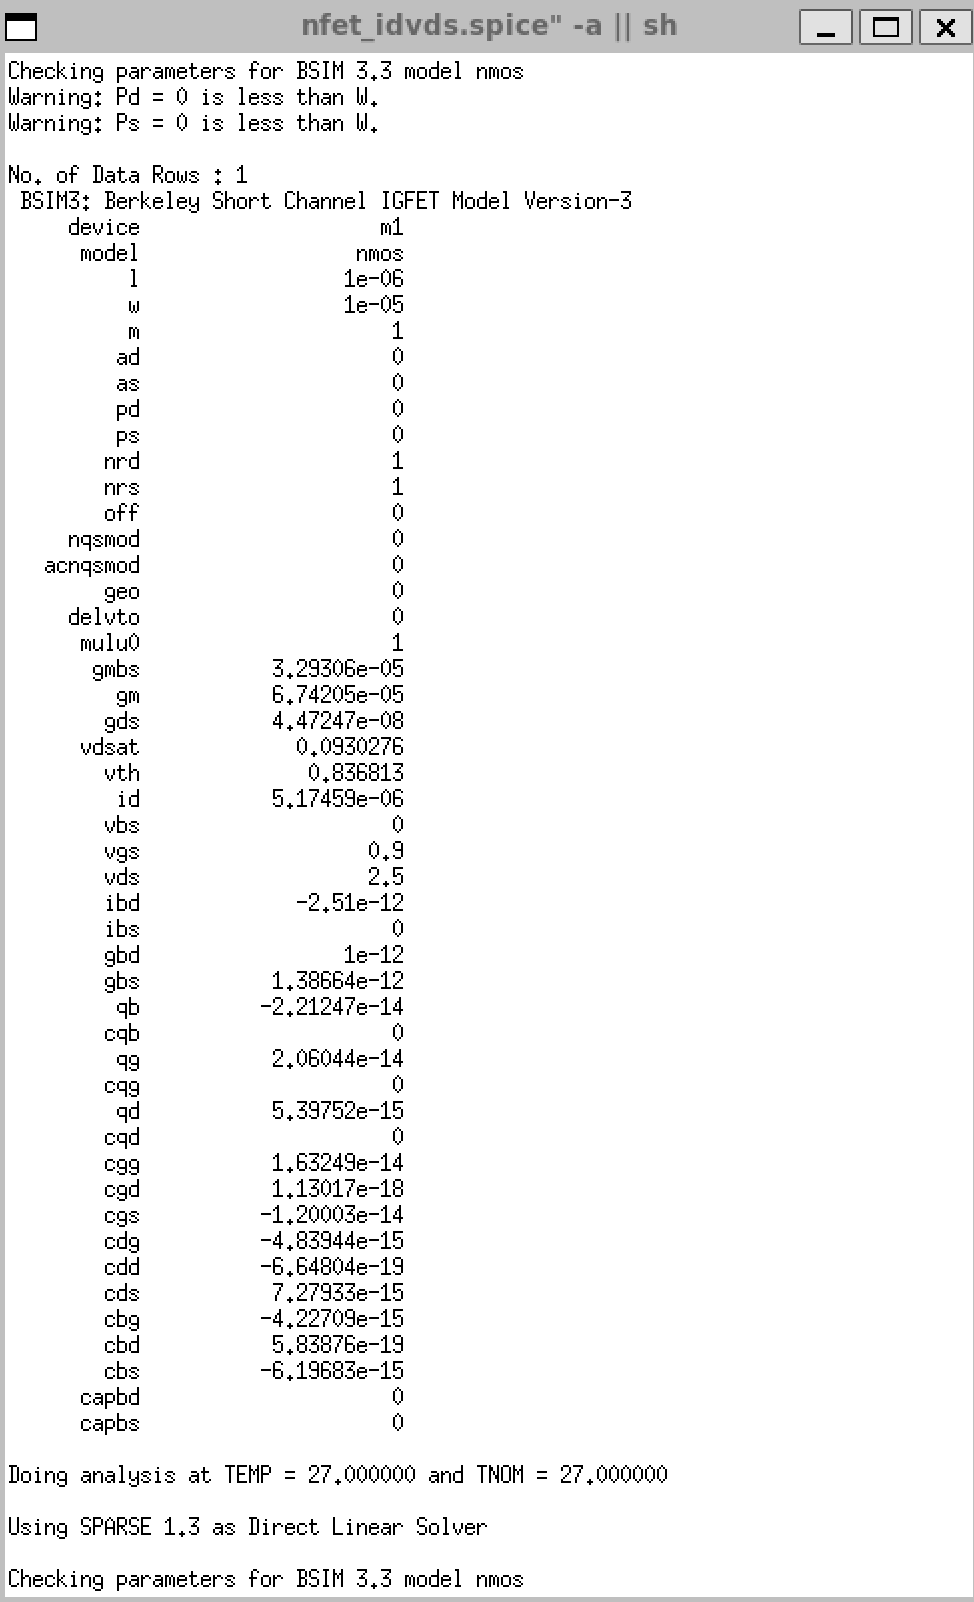 nfet_idvds.spice" -a || sh
Checking parameters for BSIM 3.3 model nmos
Warning: Pd = 0 is less than W.
Warning: Ps = 0 is less than W.
No. of Data Rows : 1
BSIM3: Berkeley Short Channel IGFET Model Version-3
device m1
model nmos
l 1e-06
w 1e-05
m 1
ad 0
as 0
pd 0
ps 0
nrd 1
nrs 1
off 0
nqsmod 0
acnqsmod 0
geo 0
delvto 0
mulu0 1
gmbs 3.29306e-05
gm 6.74205e-05
gds 4.47247e-08
vdsat 0.0930276
vth 0.836813
id 5.17459e-06
vbs 0
vgs 0.9
vds 2.5
ibd -2.51e-12
ibs 0
gbd 1e-12
gbs 1.38664e-12
qb -2.21247e-14
cqb 0
qg 2.06044e-14
cqg 0
qd 5.39752e-15
cqd 0
cgg 1.63249e-14
cgd 1.13017e-18
cgs -1.20003e-14
cdg -4.83944e-15
cdd -6.64804e-19
cds 7.27933e-15
cbg -4.22709e-15
cbd 5.83876e-19
cbs -6.19683e-15
capbd 0
capbs 0
Doing analysis at TEMP = 27.000000 and TNOM = 27.000000
Using SPARSE 1.3 as Direct Linear Solver
Checking parameters for BSIM 3.3 model nmos